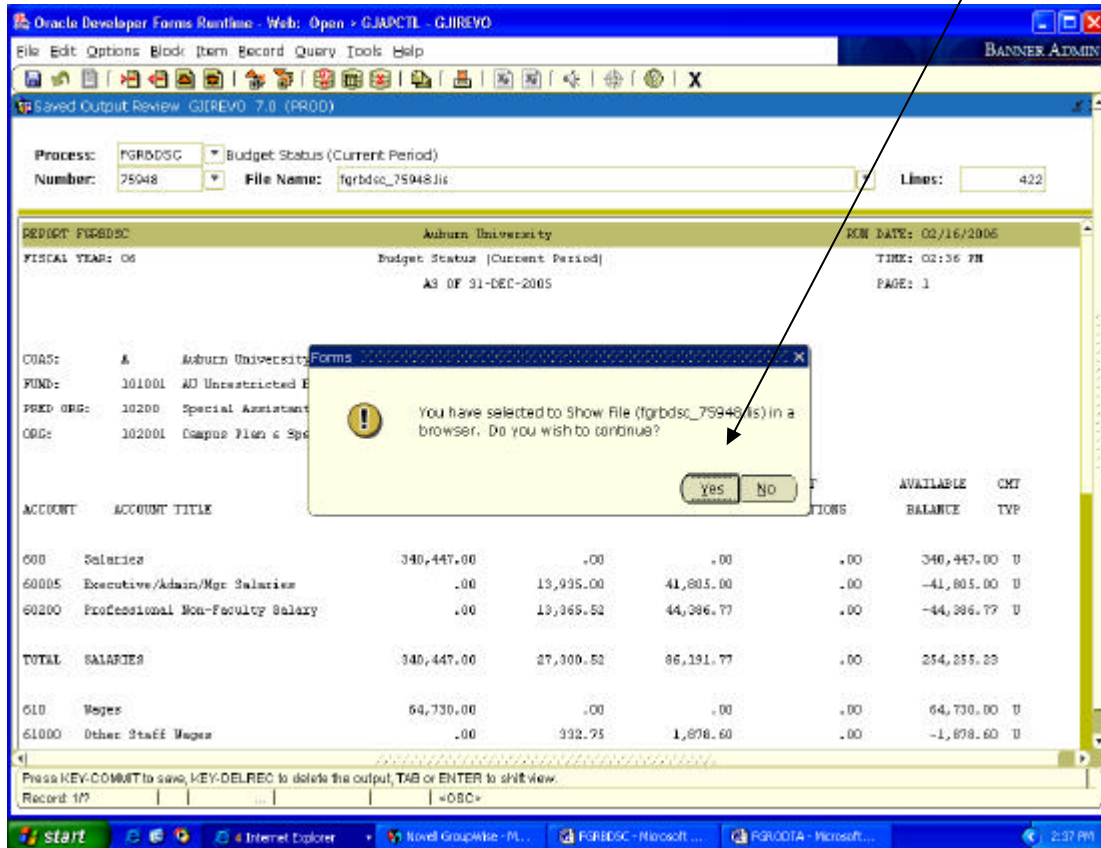 Oracle Developer Forms Runtime - Web: Open > GJAPCTL - GJIREVO
File Edit Options Block Item Record Query Tools Help
BANNER ADMIN
X
Saved Output Review GJIREVO 7.0 (PROD)
Process: FGRBDSC Budget Status (Current Period)
Number: 75948 File Name: fgrbdsc_75948.lis Lines: 422
REPORT FGRBDSC Auburn University RUN DATE: 02/16/2006
FISCAL YEAR: 06 Budget Status (Current Period) TIME: 02:36 PM
AS OF 31-DEC-2005 PAGE: 1
COAS: A Auburn University
FUND: 101001 AU Unrestricted
PRED ORG: 10200 Special Assistant
ORG: 102001 Campus Plan & Spa
Forms
You have selected to Show File (fgrbdsc_75948.lis) in a
browser. Do you wish to continue?
Yes No
AVAILABLE CMT
ACCOUNT ACCOUNT TITLE TIONS BALANCE TYP
600 Salaries 340,447.00 .00 .00 .00 340,447.00 U
60005 Executive/Admin/Mgr Salaries .00 13,935.00 41,805.00 .00 -41,805.00 U
60200 Professional Non-Faculty Salary .00 13,365.52 44,386.77 .00 -44,386.77 U
TOTAL SALARIES 340,447.00 27,300.52 86,191.77 .00 254,255.23
610 Wages 64,730.00 .00 .00 .00 64,730.00 U
61000 Other Staff Wages .00 332.75 1,878.60 .00 -1,878.60 U
Press KEY-COMMIT to save, KEY-DELREC to delete the output, TAB or ENTER to shift view.
Record: 1/? ... <OSC>
start 4 Internet Explorer Novell GroupWise - M... FGRBDSC - Microsoft ... FGRODTA - Microsoft... 2:37 PM